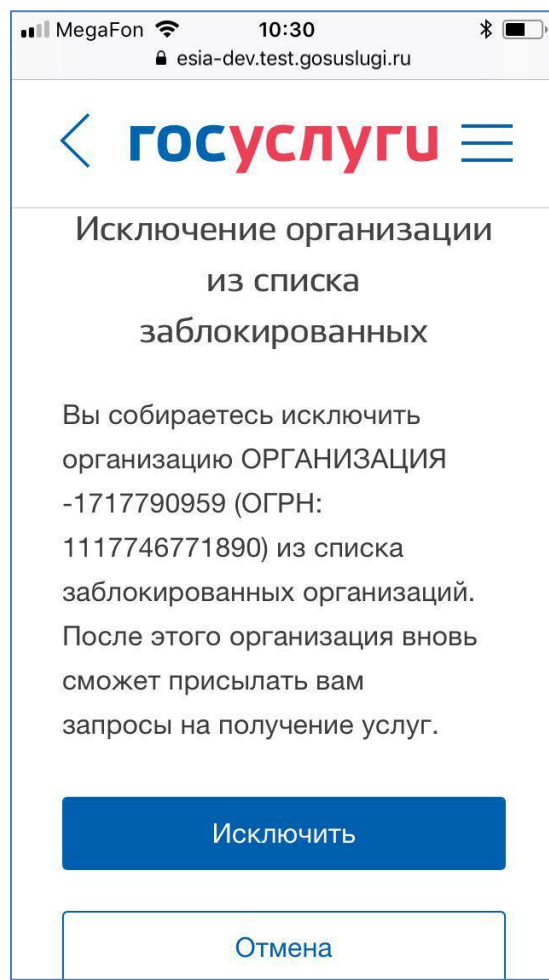 MegaFon 10:30
esia-dev.test.gosuslugi.ru
госуслуги
Исключение организации
из списка
заблокированных
Вы собираетесь исключить
организацию ОРГАНИЗАЦИЯ
-1717790959 (ОГРН:
1117746771890) из списка
заблокированных организаций.
После этого организация вновь
сможет присылать вам
запросы на получение услуг.
Исключить
Отмена